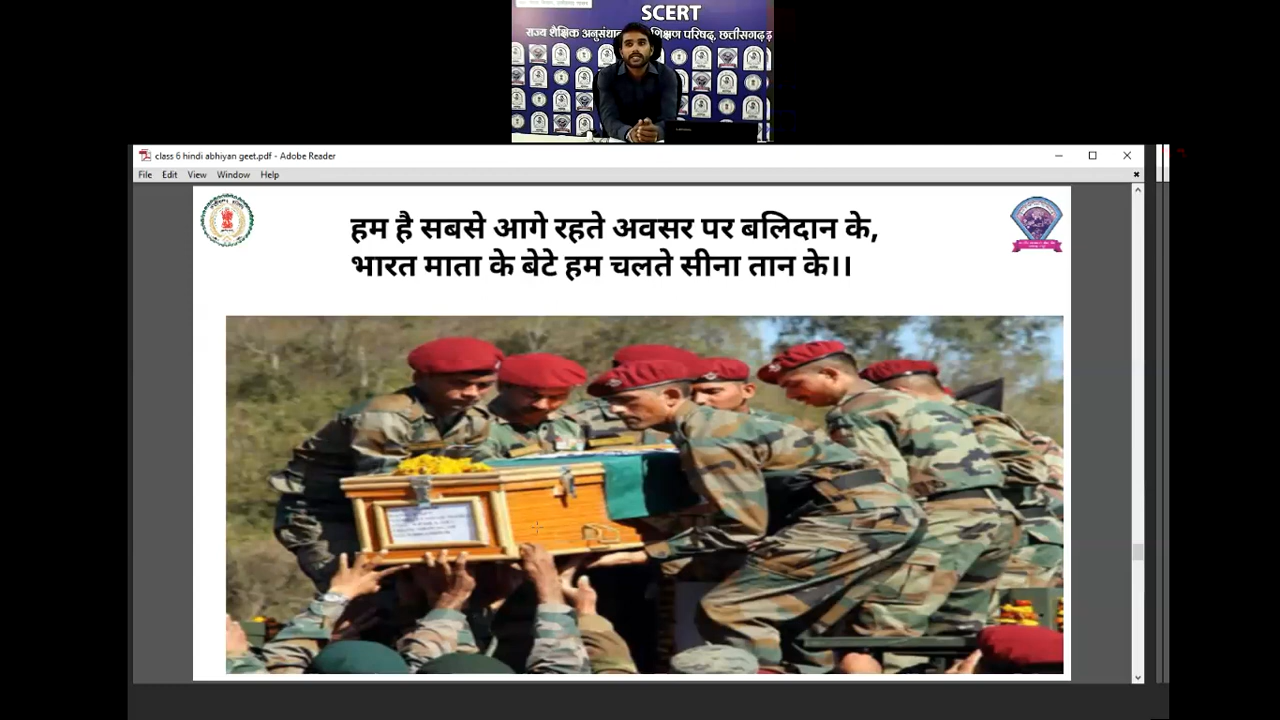 SCERT
राज्य शैक्षिक अनुसंधान शिक्षण परिषद्, छत्तीसगढ़
class 6 hindi abhiyan geet.pdf - Adobe Reader
File Edit View Window Help
हम है सबसे आगे रहते अवसर पर बलिदान के,
भारत माता के बेटे हम चलते सीना तान के।।